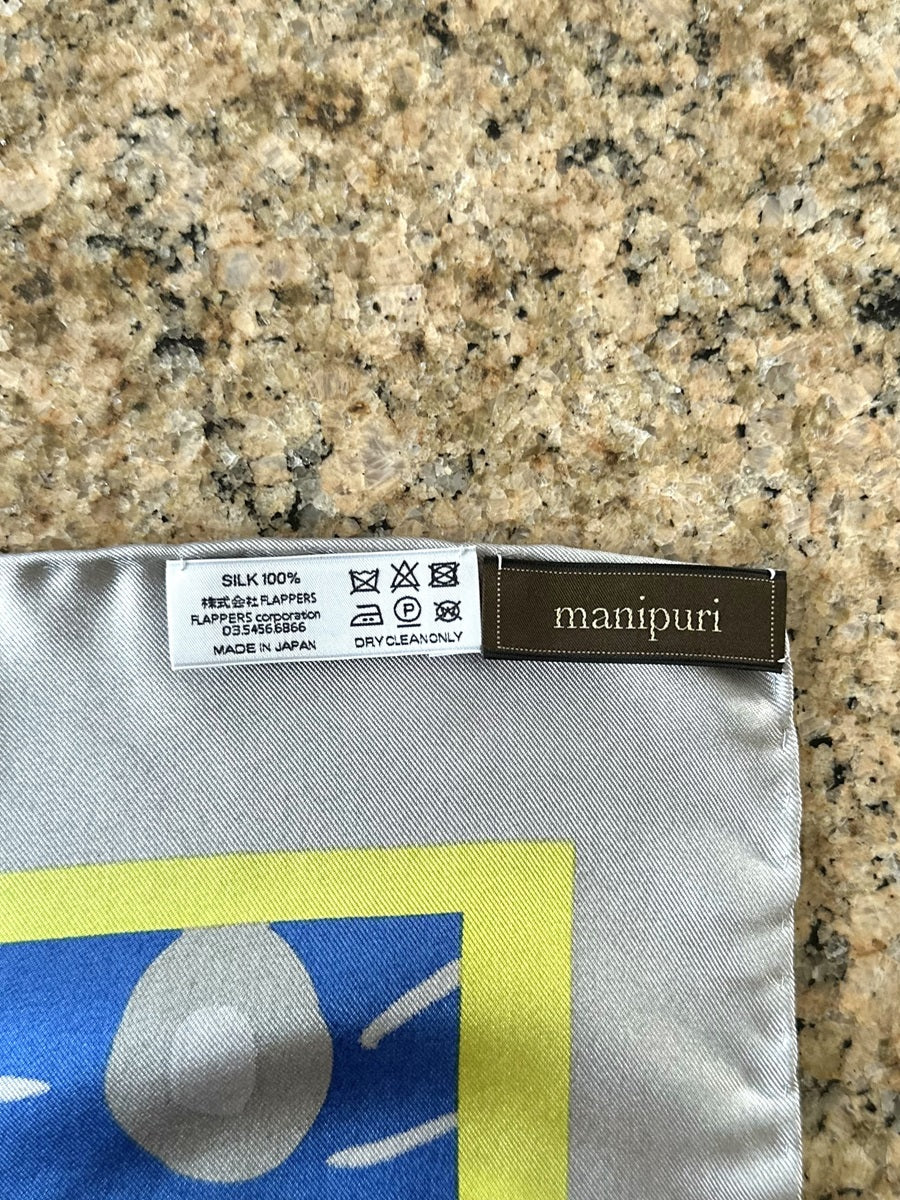 SILK 100%
株式会社 FLAPPERS
FLAPPERS corporation
03.5456.6866
MADE IN JAPAN
P
DRY CLEAN ONLY
manipuri